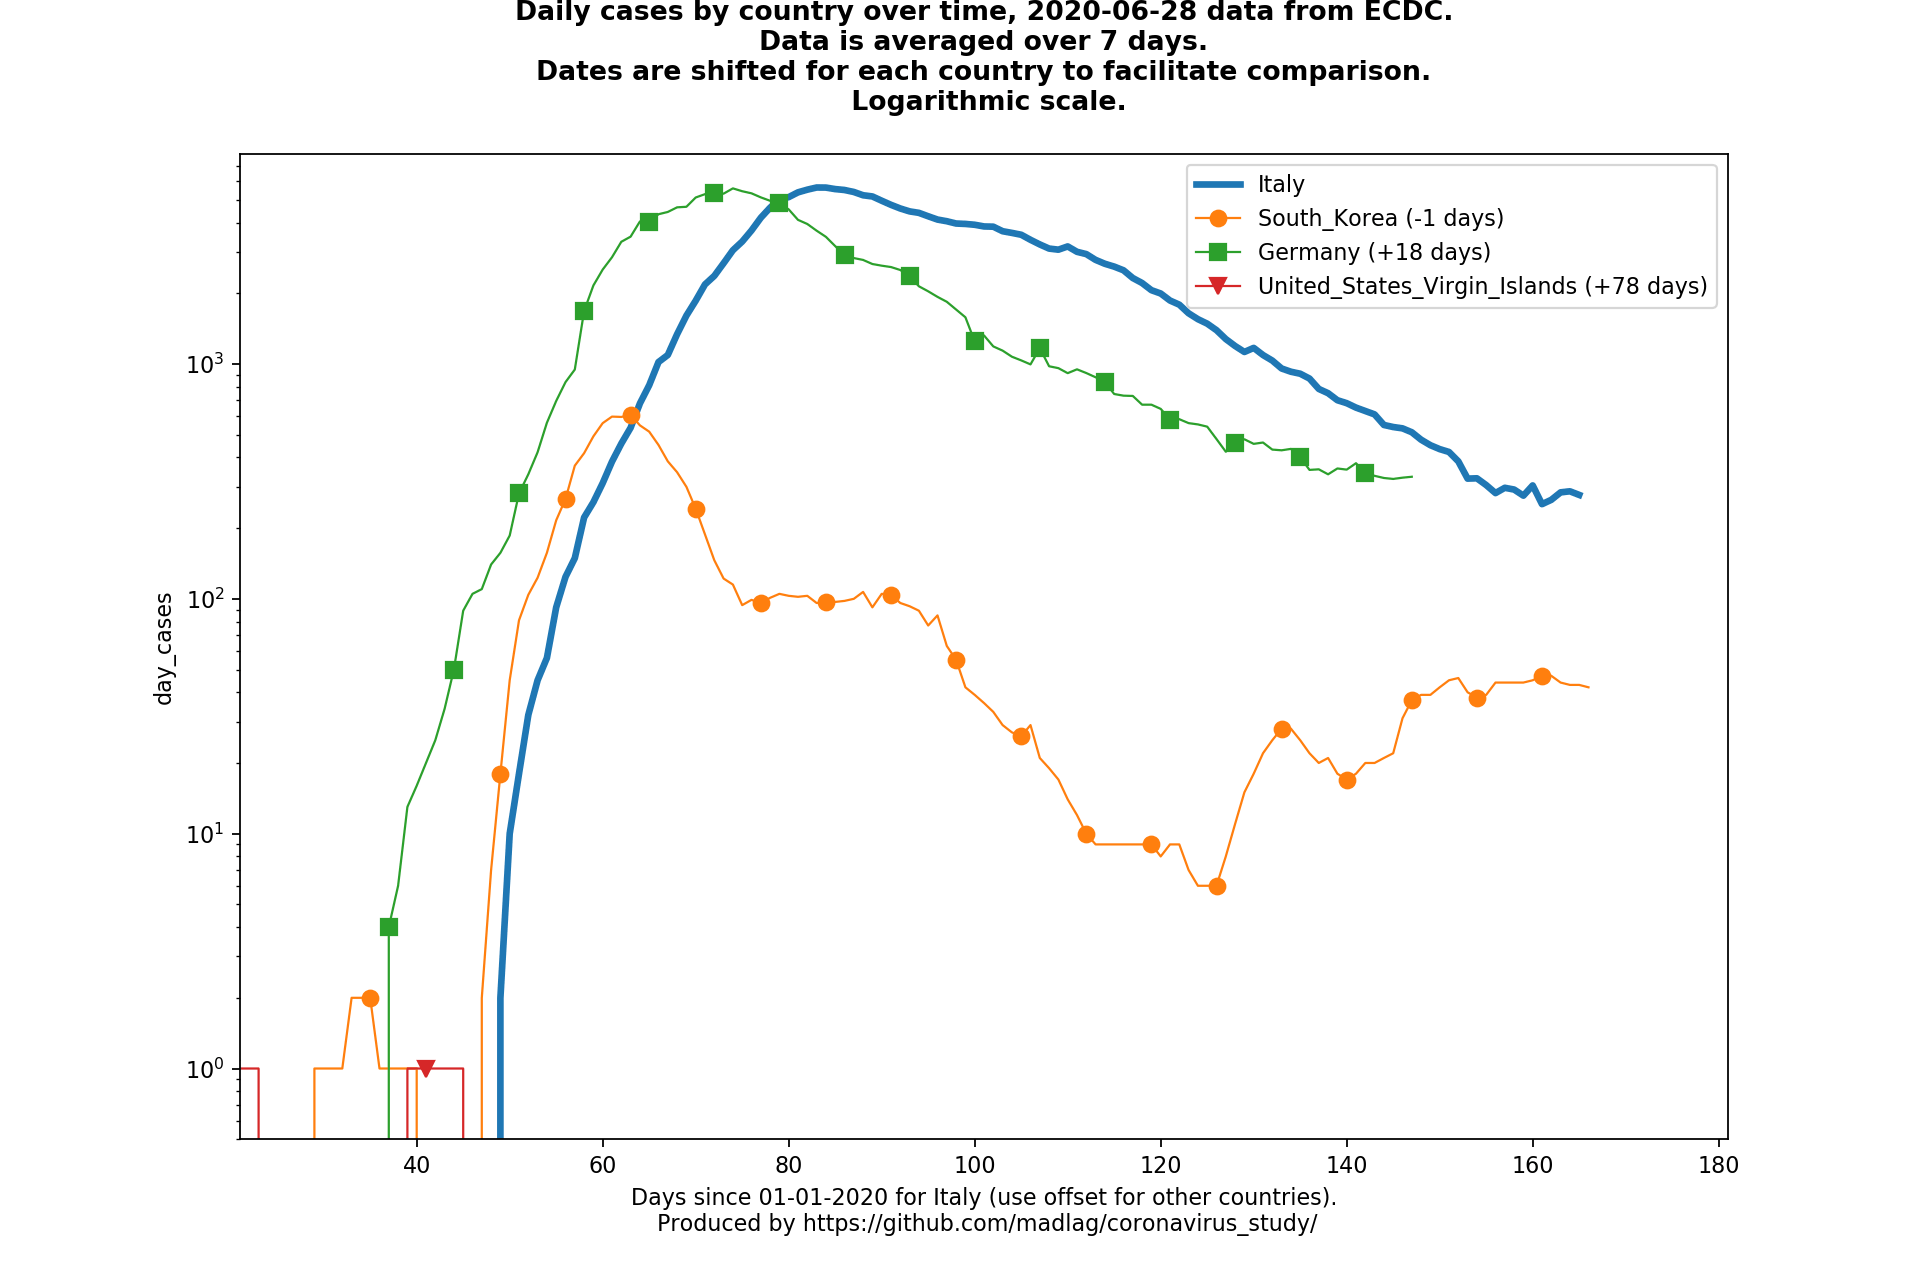 Daily cases by country over time, 2020-06-28 data from ECDC.
Data is averaged over 7 days.
Dates are shifted for each country to facilitate comparison.
Logarithmic scale.
Italy
South_Korea (-1 days)
Germany (+18 days)
United_States_Virgin_Islands (+78 days)
10³
10²
10¹
10⁰
day_cases
40 60 80 100 120 140 160 180
Days since 01-01-2020 for Italy (use offset for other countries).
Produced by https://github.com/madlag/coronavirus_study/